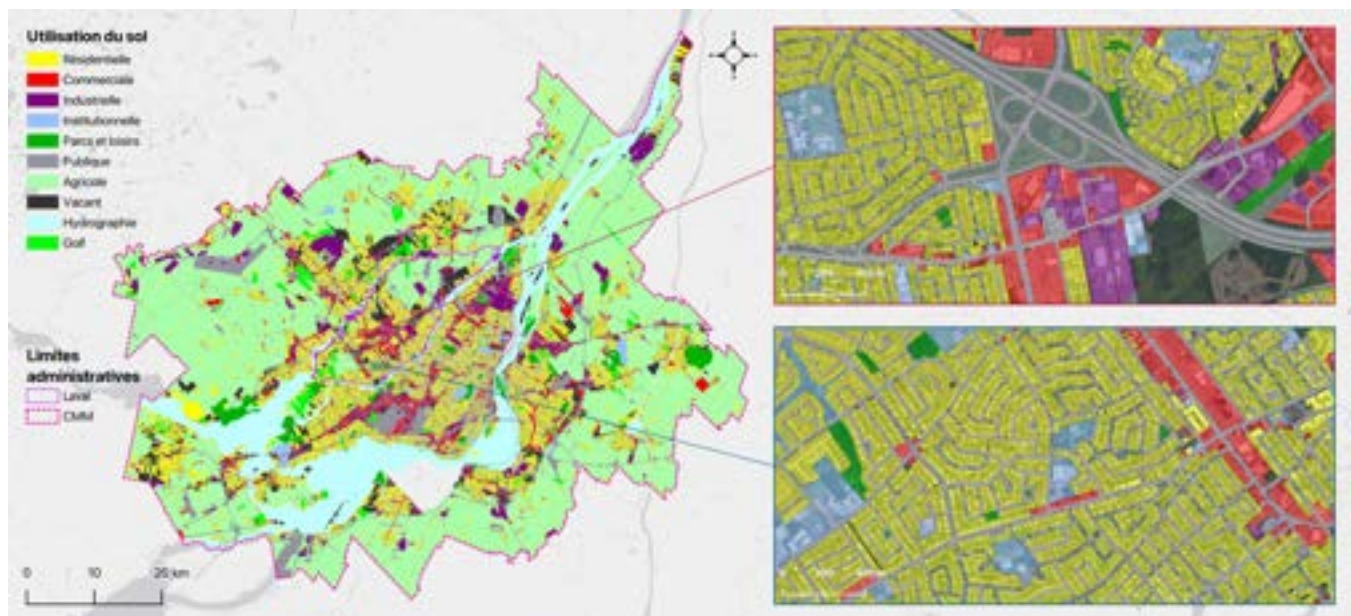 Utilisation du sol
Résidentielle
Commerciale
Industrielle
Institutionnelle
Parcs et loisirs
Publique
Agricole
Vacant
Hydrographie
Golf
Limites
administratives
Laval
CMM
0 10 20 km